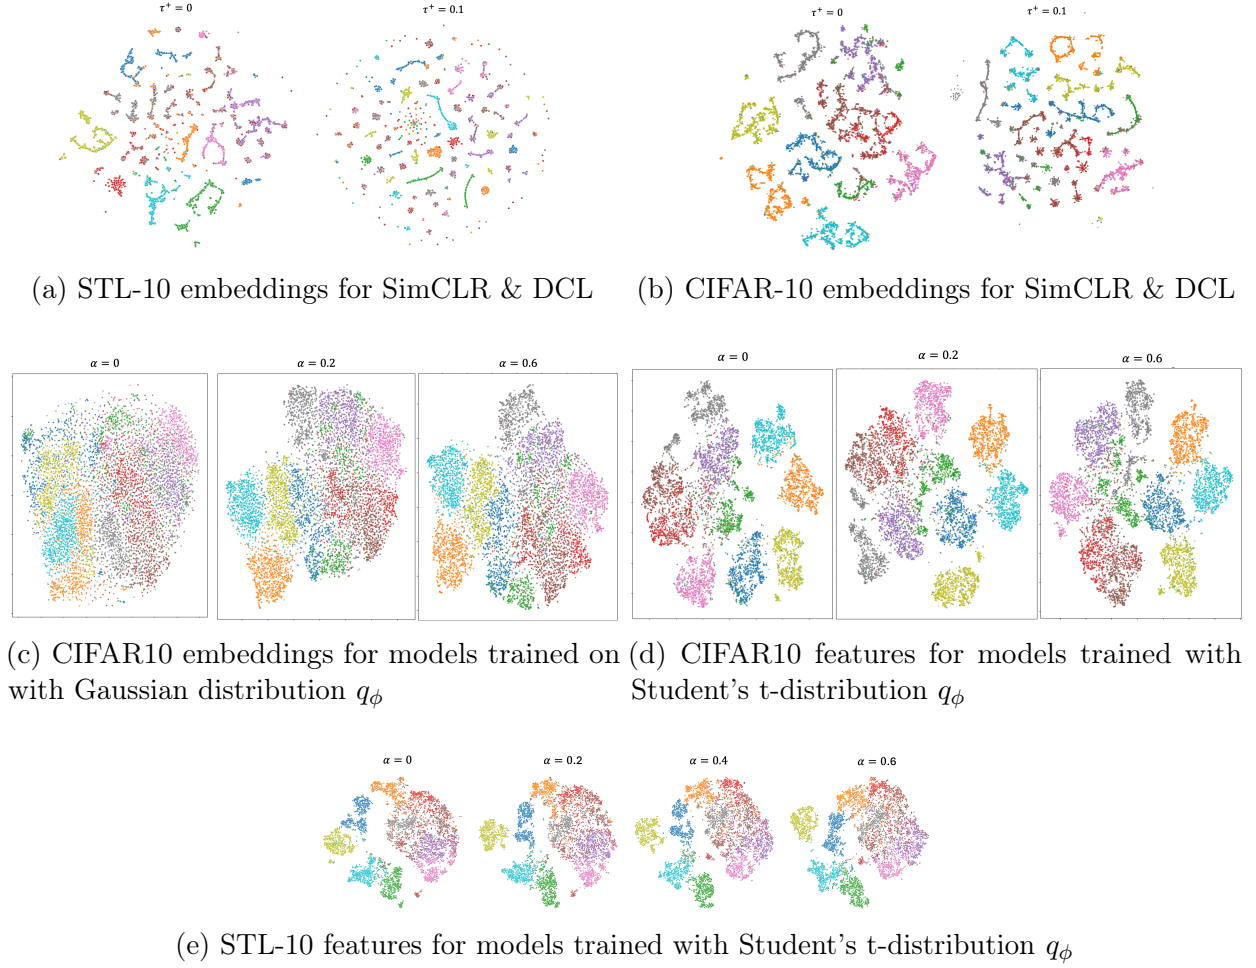 τ⁺ = 0
τ⁺ = 0.1
τ⁺ = 0
τ⁺ = 0.1
(a) STL-10 embeddings for SimCLR & DCL
(b) CIFAR-10 embeddings for SimCLR & DCL
α = 0
α = 0.2
α = 0.6
α = 0
α = 0.2
α = 0.6
(c) CIFAR10 embeddings for models trained on
with Gaussian distribution qϕ
(d) CIFAR10 features for models trained with
Student's t-distribution qϕ
α = 0
α = 0.2
α = 0.4
α = 0.6
(e) STL-10 features for models trained with Student's t-distribution qϕ